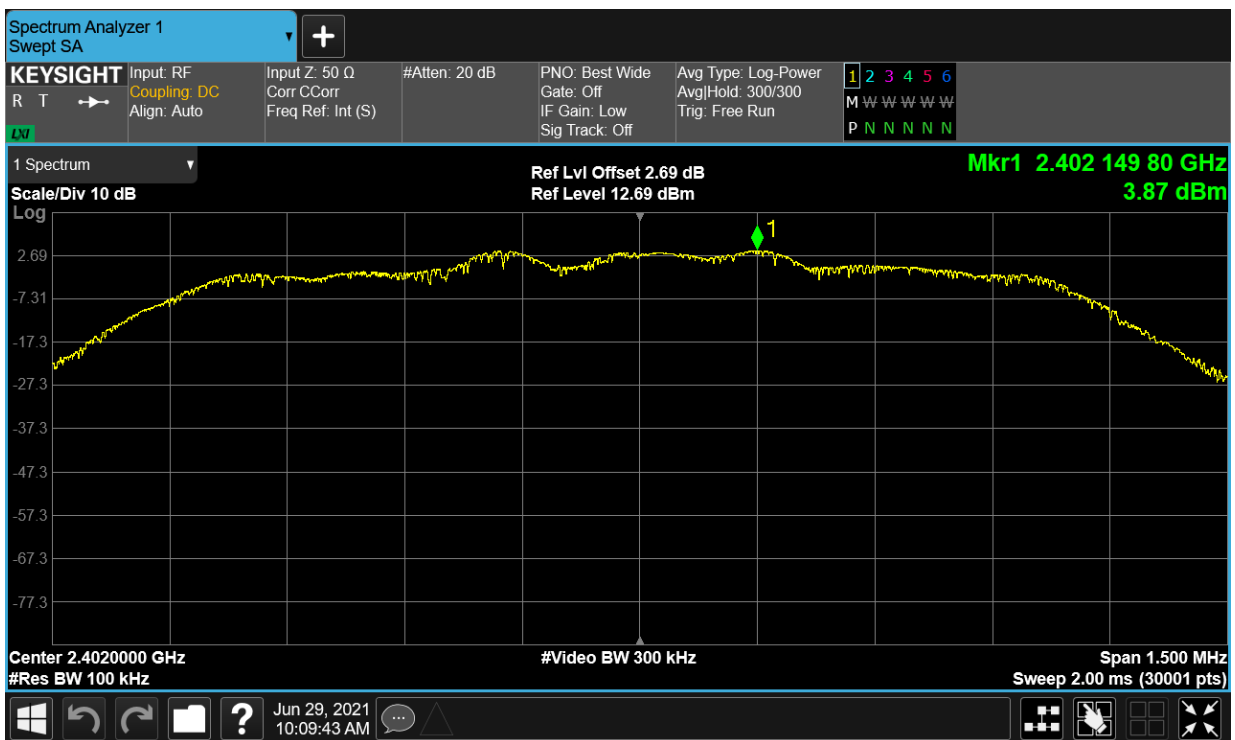 Spectrum Analyzer 1
Swept SA
KEYSIGHT
R T
LXI
Input: RF
Coupling: DC
Align: Auto
Input Z: 50 Ω
Corr CCorr
Freq Ref: Int (S)
#Atten: 20 dB
PNO: Best Wide
Gate: Off
IF Gain: Low
Sig Track: Off
Avg Type: Log-Power
Avg|Hold: 300/300
Trig: Free Run
1 2 3 4 5 6
M W W W W W
P N N N N N
1 Spectrum
Scale/Div 10 dB
Ref Lvl Offset 2.69 dB
Ref Level 12.69 dBm
Mkr1 2.402 149 80 GHz
3.87 dBm
Log
1
2.69
-7.31
-17.3
-27.3
-37.3
-47.3
-57.3
-67.3
-77.3
Center 2.4020000 GHz
#Video BW 300 kHz
Span 1.500 MHz
#Res BW 100 kHz
Sweep 2.00 ms (30001 pts)
?
Jun 29, 2021
10:09:43 AM